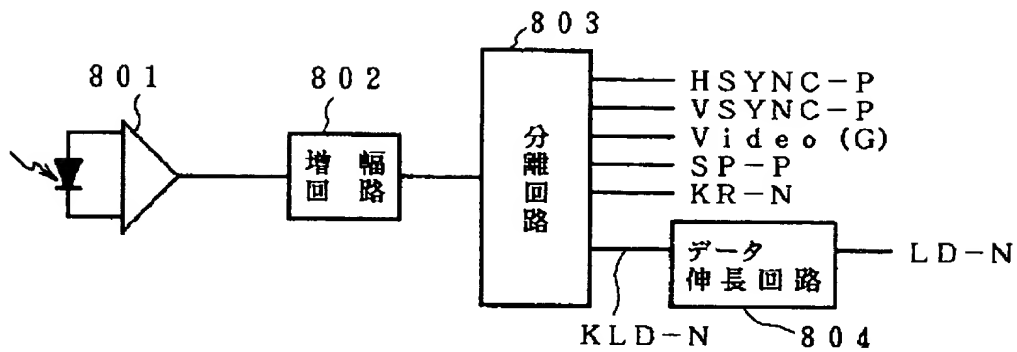 803
801
802
増幅
回路
分離回路
HSYNC-P
VSYNC-P
Video (G)
SP-P
KR-N
データ
伸長回路
LD-N
KLD-N
804